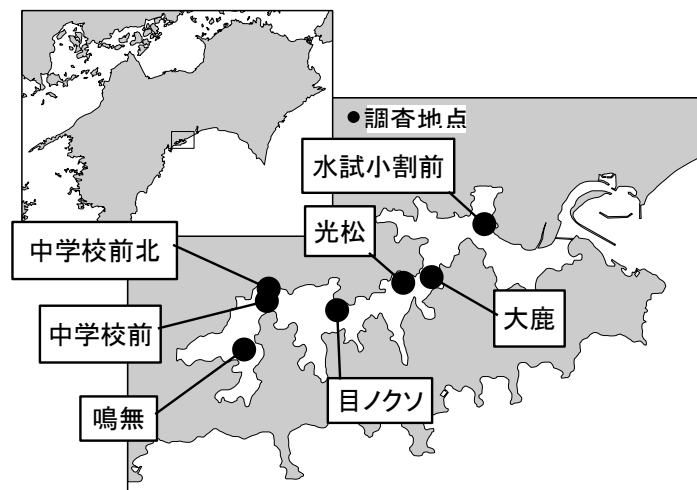 ●調査地点
水試小割前
光松
中学校前北
中学校前
大鹿
目ノクソ
鳴無